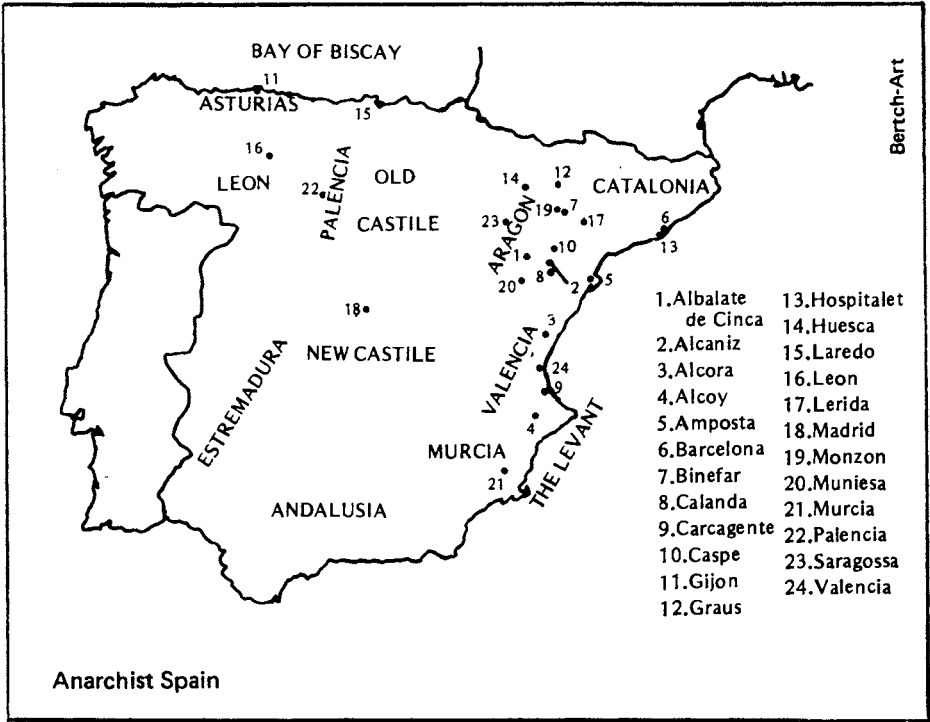 BAY OF BISCAY
Bertch-Art
11
ASTURIAS
15
16
LEON
22
PALENCIA
OLD
CASTILE
14
12
CATALONIA
19
7
23
17
ARAGON
6
13
1
10
20
8
2
5
18
NEW CASTILE
3
VALENCIA
24
9
ESTREMADURA
4
MURCIA
21
THE LEVANT
ANDALUSIA
1.Albalate
de Cinca
2.Alcaniz
3.Alcora
4.Alcoy
5.Amposta
6.Barcelona
7.Binefar
8.Calanda
9.Carcagente
10.Caspe
11.Gijon
12.Graus
13.Hospitalet
14.Huesca
15.Laredo
16.Leon
17.Lerida
18.Madrid
19.Monzon
20.Muniesa
21.Murcia
22.Palencia
23.Saragossa
24.Valencia
Anarchist Spain